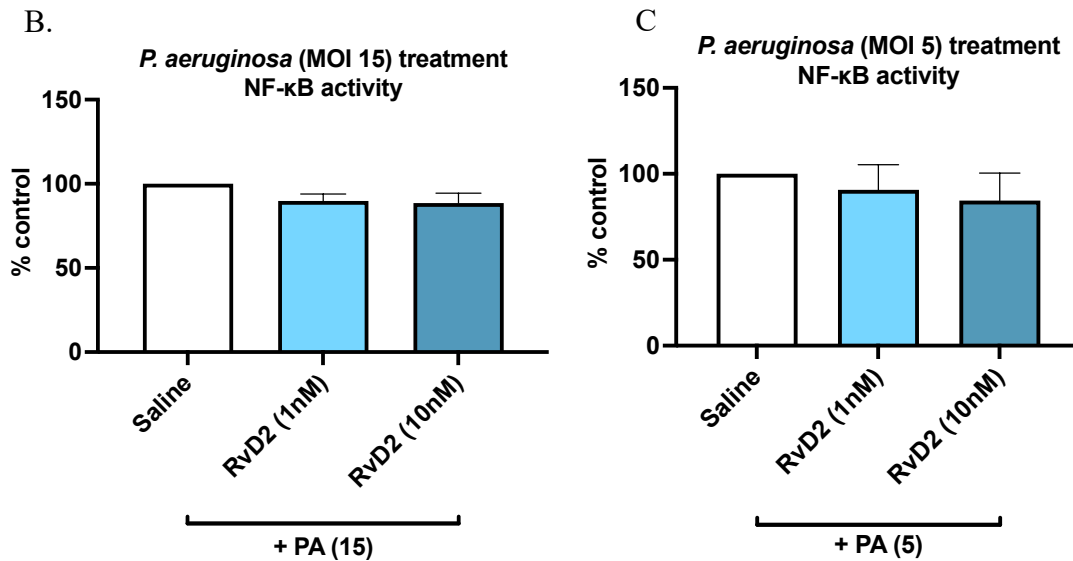 B.
P. aeruginosa (MOI 15) treatment
NF-κB activity
% control
150
100
50
0
Saline
RvD2 (1nM)
RvD2 (10nM)
+ PA (15)
C
P. aeruginosa (MOI 5) treatment
NF-κB activity
% control
150
100
50
0
Saline
RvD2 (1nM)
RvD2 (10nM)
+ PA (5)